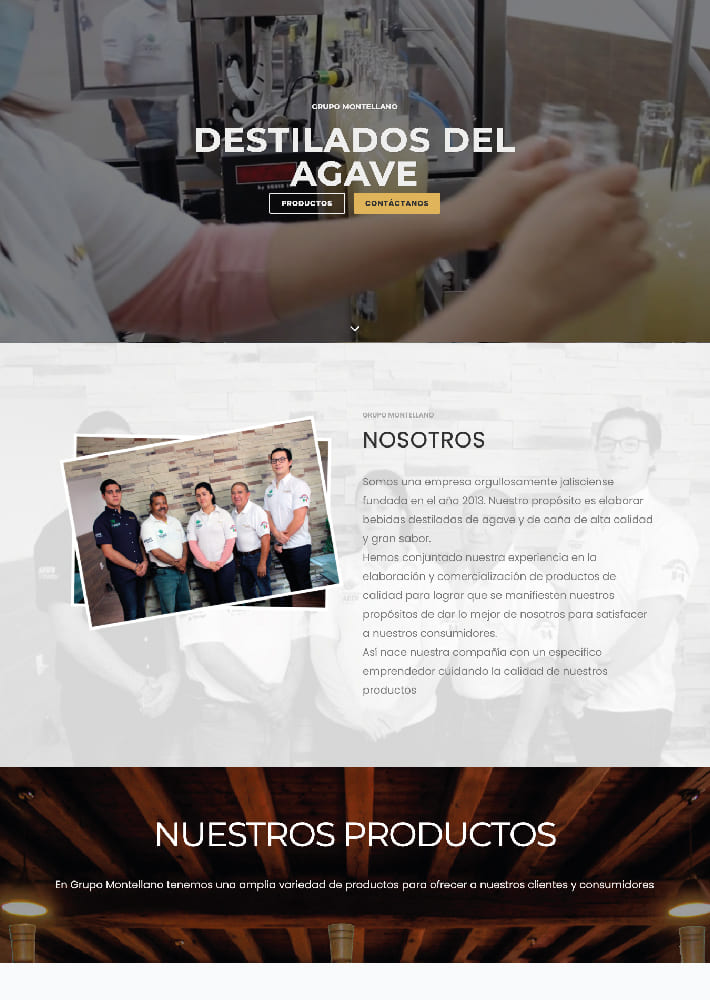 GRUPO MONTELLANO
DESTILADOS DEL
AGAVE
PRODUCTOS
CONTÁCTANOS
GRUPO MONTELLANO
NOSOTROS
Somos una empresa orgullosamente jalisciense
fundada en el año 2013. Nuestro propósito es elaborar
bebidas destiladas de agave y de caña de alta calidad
y gran sabor.
Hemos conjuntado nuestra experiencia en la
elaboración y comercialización de productos de
calidad para lograr que se manifiesten nuestros
propósitos de dar lo mejor de nosotros para satisfacer
a nuestros consumidores.
Así nace nuestra compañía con un específico
emprendedor cuidando la calidad de nuestros
productos
NUESTROS PRODUCTOS
En Grupo Montellano tenemos una amplia variedad de productos para ofrecer a nuestros clientes y consumidores